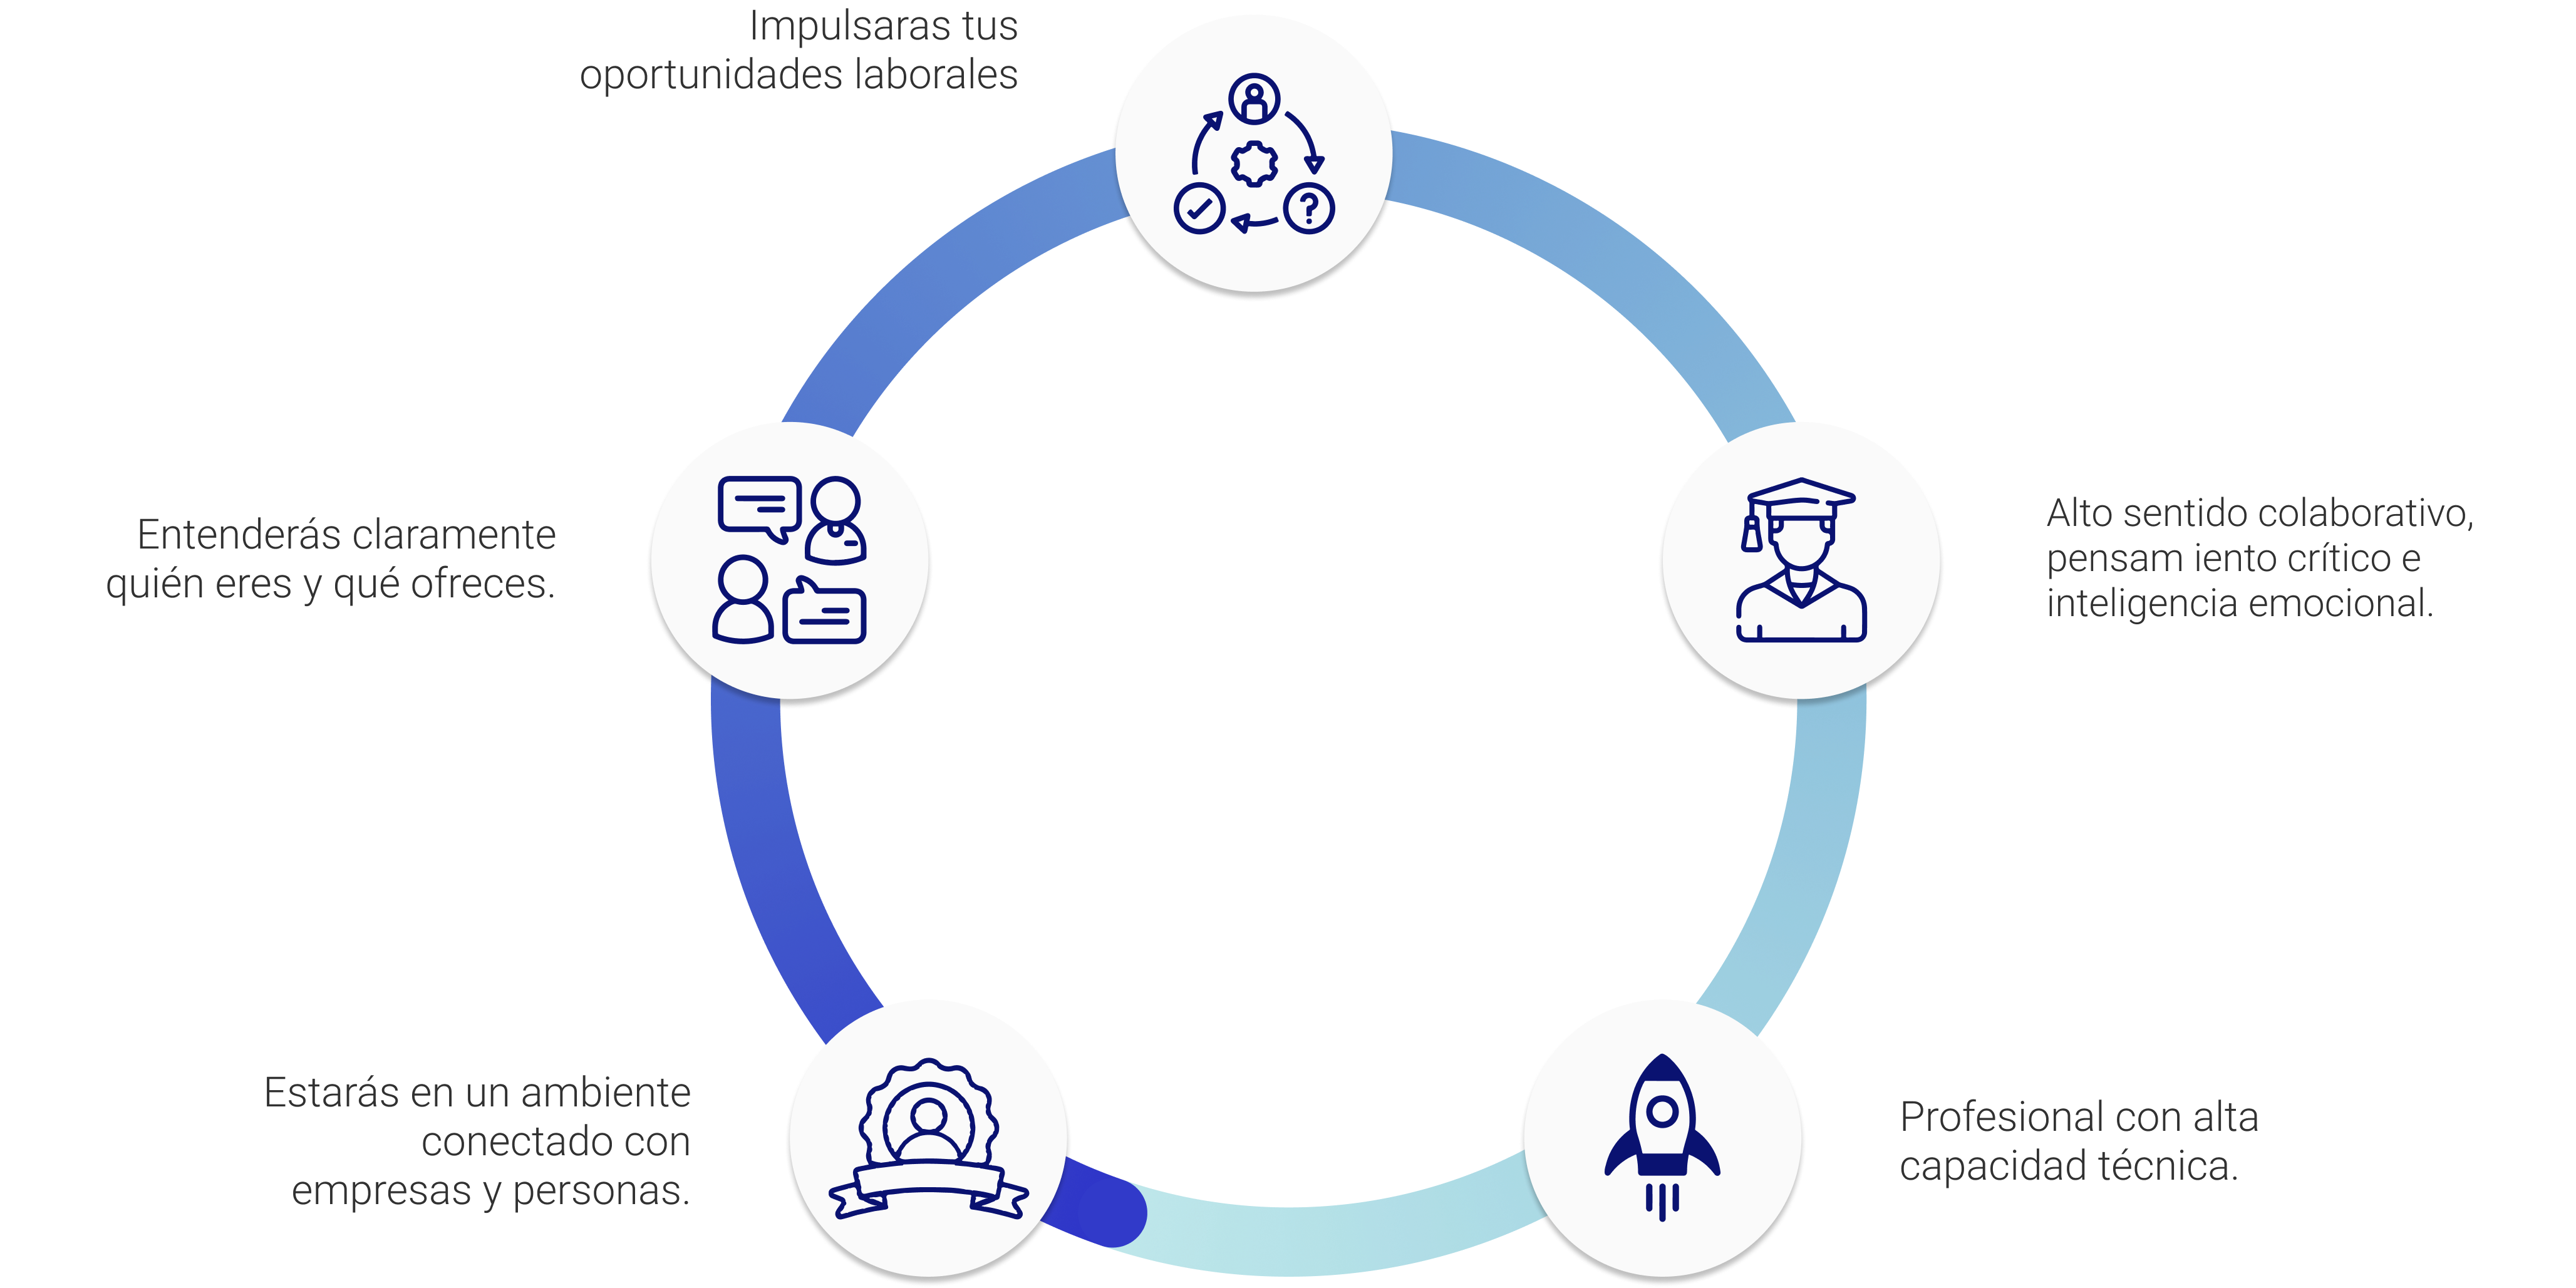 Impulsaras tus
oportunidades laborales
Entenderás claramente
quién eres y qué ofreces.
Alto sentido colaborativo,
pensam iento crítico e
inteligencia emocional.
Estarás en un ambiente
conectado con
empresas y personas.
Profesional con alta
capacidad técnica.